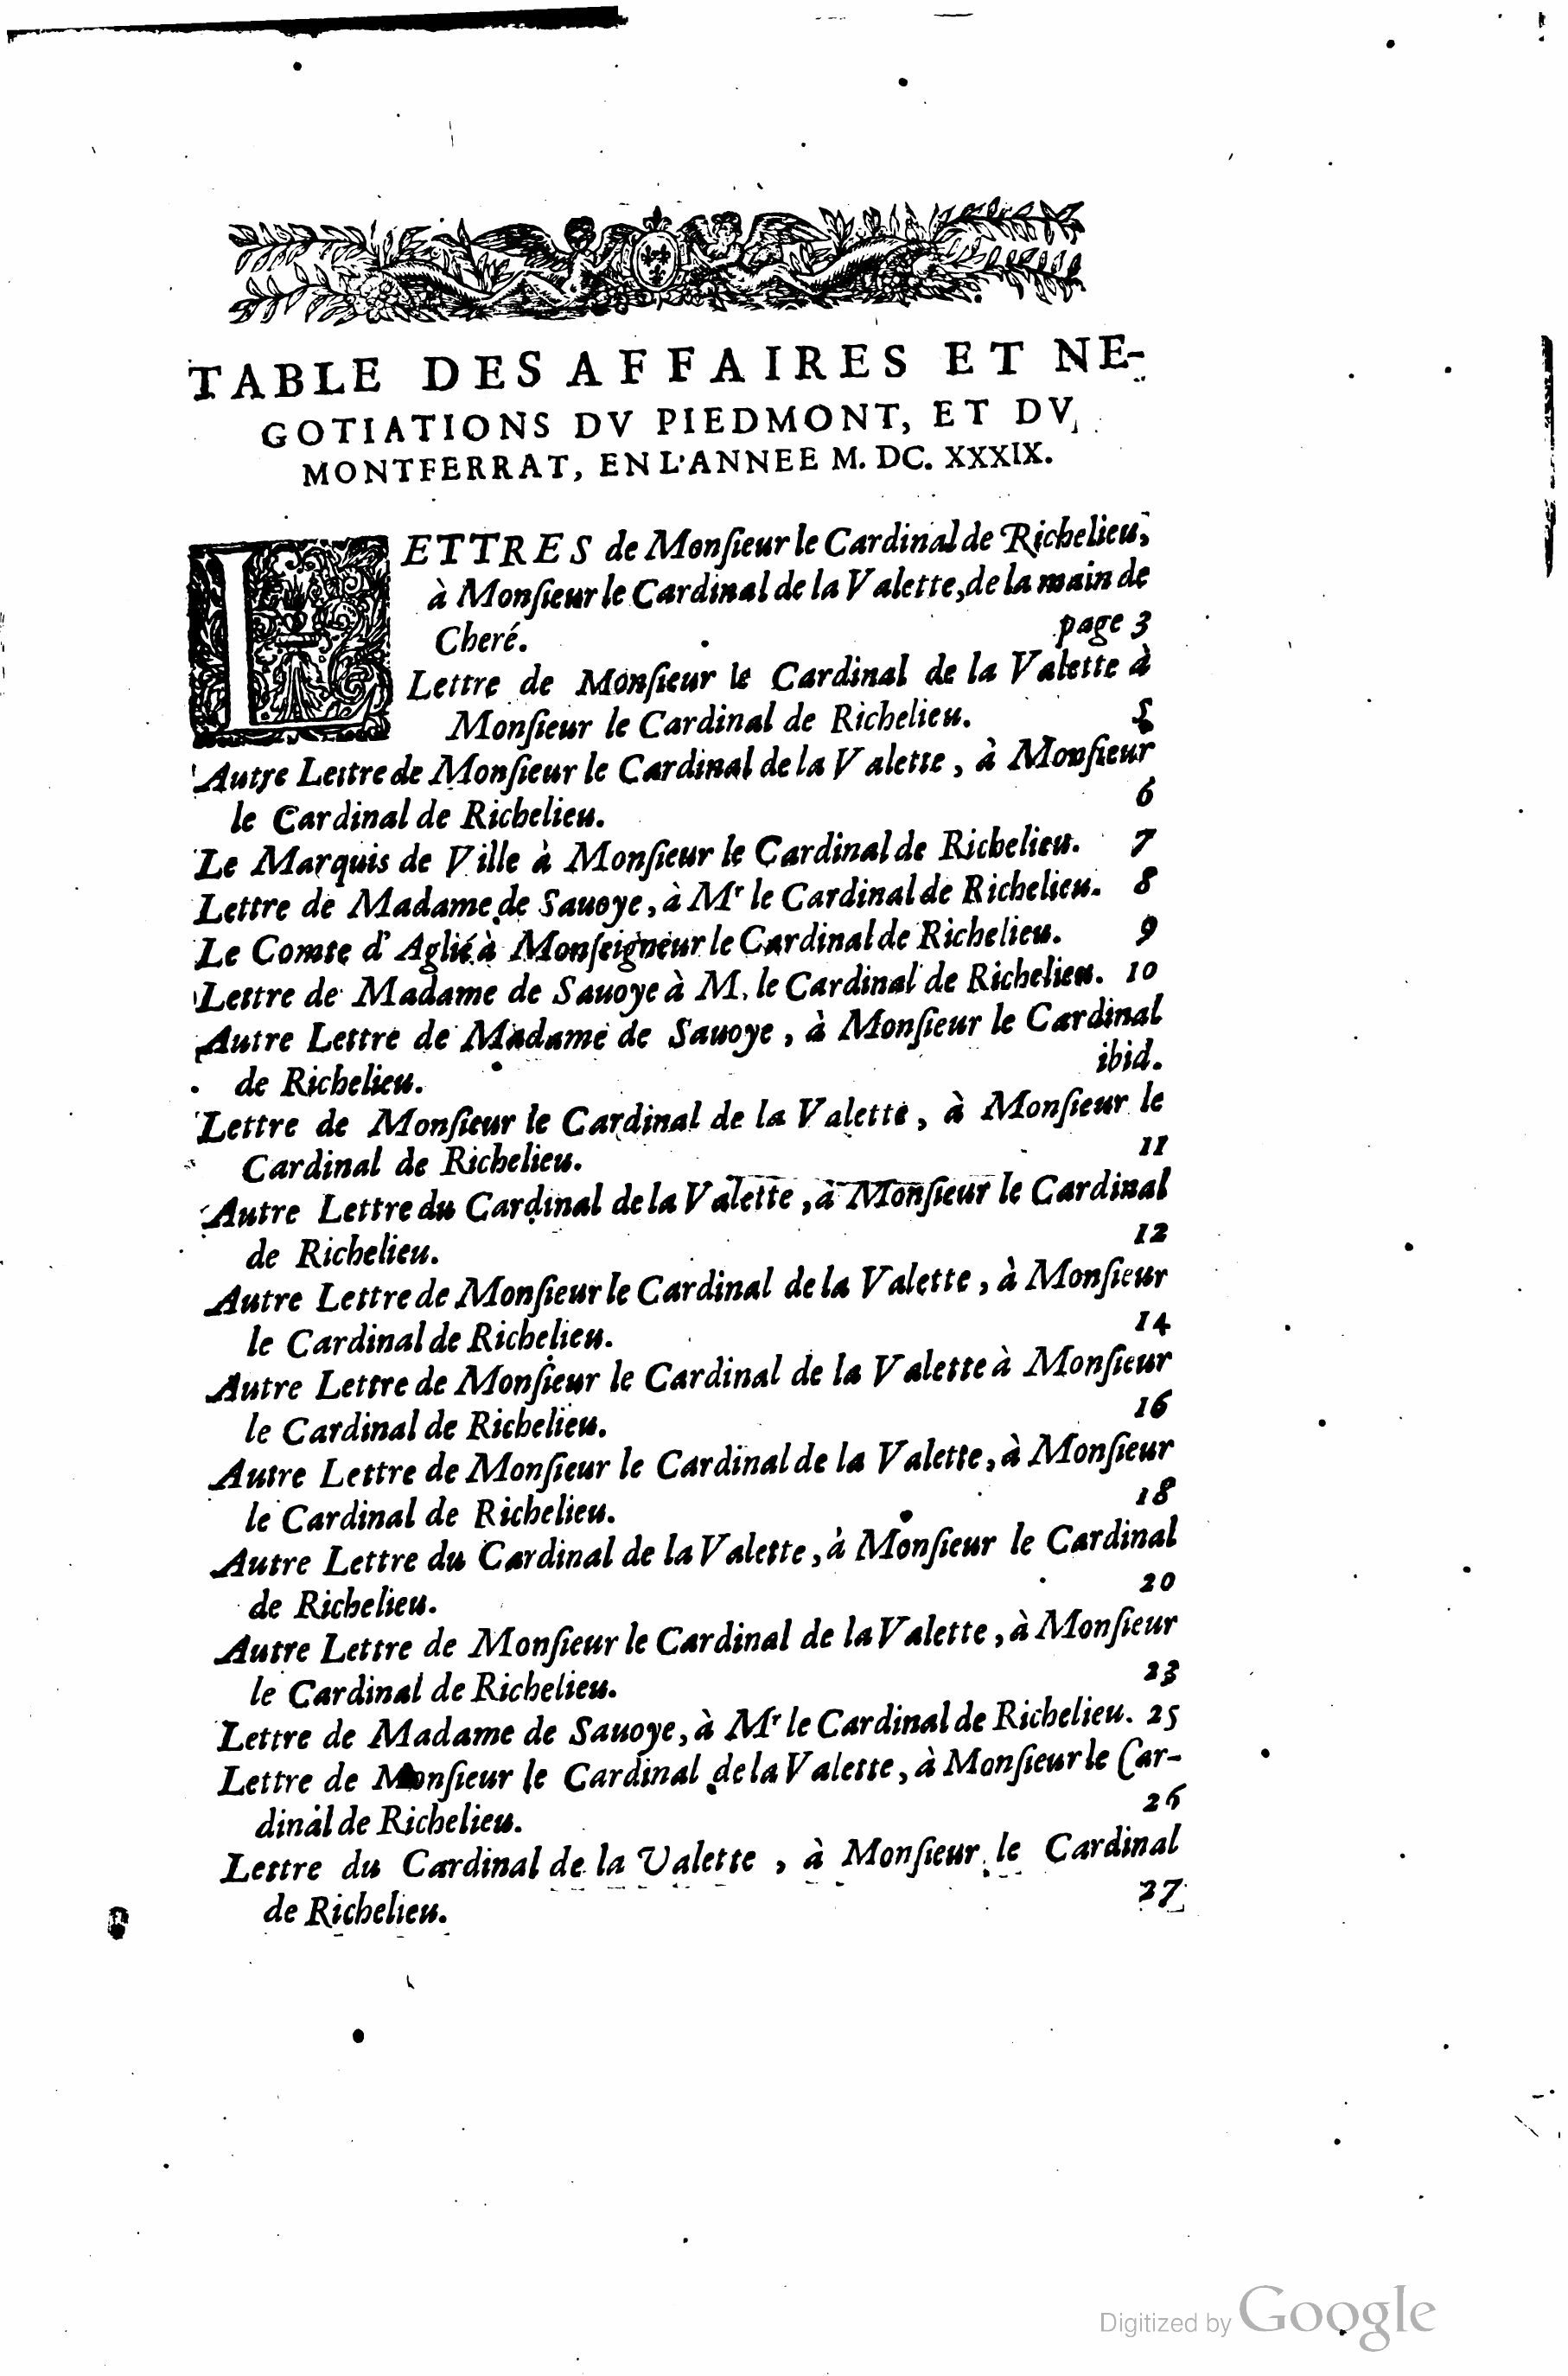 TABLE DES AFFAIRES ET NE-
GOTIATIONS DV PIEDMONT, ET DV
MONTFERRAT, EN L'ANNEE M. DC. XXXIX.
LETTRES de Monſieur le Cardinal de Richelieu,
à Monſieur le Cardinal de la Valette, de la main de
Cheré. page 3
Lettre de Monſieur le Cardinal de la Valette à
Monſieur le Cardinal de Richelieu. 5
Autre Lettre de Monſieur le Cardinal de la Valette, à Monſieur
le Cardinal de Richelieu. 6
Le Marquis de Ville à Monſieur le Cardinal de Richelieu. 7
Lettre de Madame de Sauoye, à Mr le Cardinal de Richelieu. 8
Le Comte d'Aglié à Monſeigneur le Cardinal de Richelieu. 9
Lettre de Madame de Sauoye à M. le Cardinal de Richelieu. 10
Autre Lettre de Madame de Sauoye, à Monſieur le Cardinal
de Richelieu. ibid.
Lettre de Monſieur le Cardinal de la Valette, à Monſieur le
Cardinal de Richelieu. 11
Autre Lettre du Cardinal de la Valette, à Monſieur le Cardinal
de Richelieu. 12
Autre Lettre de Monſieur le Cardinal de la Valette, à Monſieur
le Cardinal de Richelieu. 14
Autre Lettre de Monſieur le Cardinal de la Valette à Monſieur
le Cardinal de Richelieu. 16
Autre Lettre de Monſieur le Cardinal de la Valette, à Monſieur
le Cardinal de Richelieu. 18
Autre Lettre du Cardinal de la Valette, à Monſieur le Cardinal
de Richelieu. 20
Autre Lettre de Monſieur le Cardinal de la Valette, à Monſieur
le Cardinal de Richelieu. 23
Lettre de Madame de Sauoye, à Mr le Cardinal de Richelieu. 25
Lettre de Monſieur le Cardinal de la Valette, à Monſieur le Car-
dinal de Richelieu. 26
Lettre du Cardinal de la Valette, à Monſieur le Cardinal
de Richelieu. 27
Digitized by Google